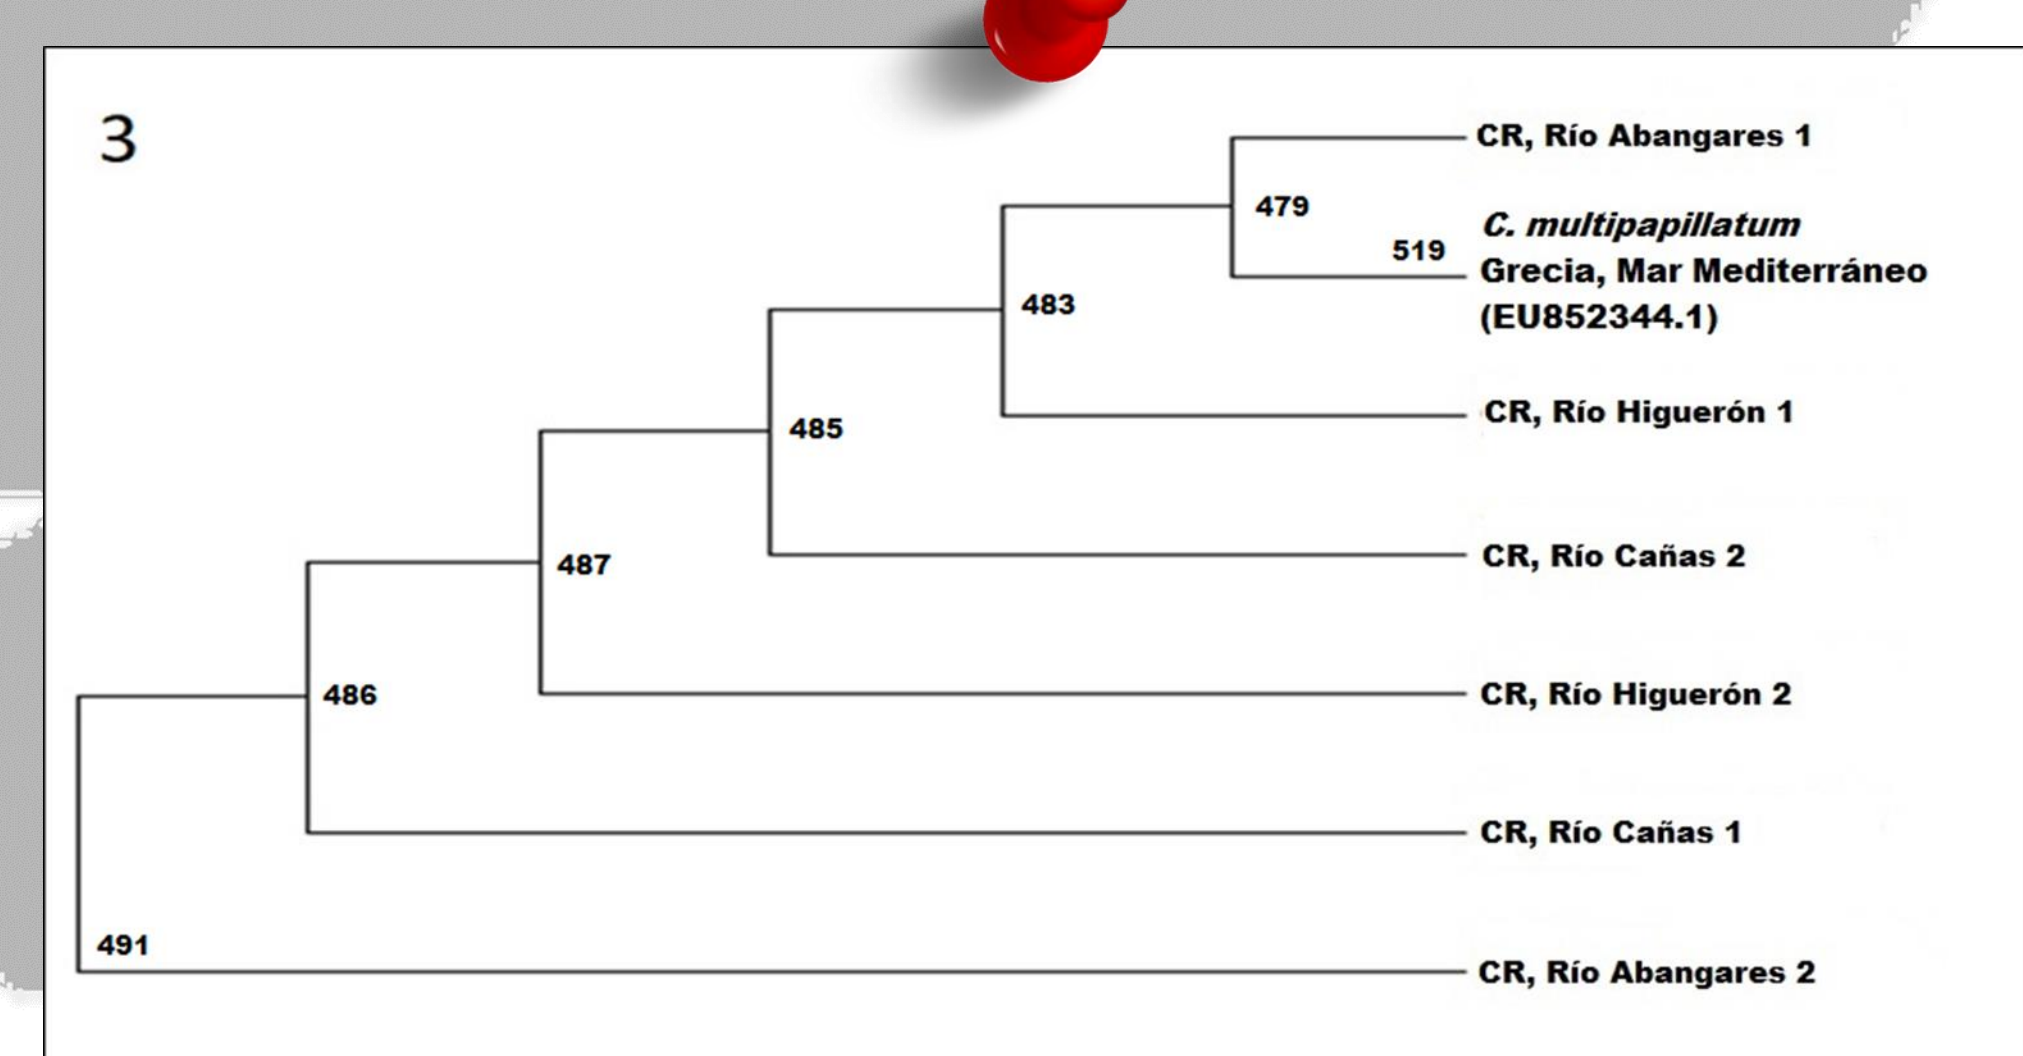 3
CR, Río Abangares 1
479
519
C. multipapillatum
Grecia, Mar Mediterráneo
(EU852344.1)
483
CR, Río Higuerón 1
485
CR, Río Cañas 2
487
CR, Río Higuerón 2
486
CR, Río Cañas 1
491
CR, Río Abangares 2